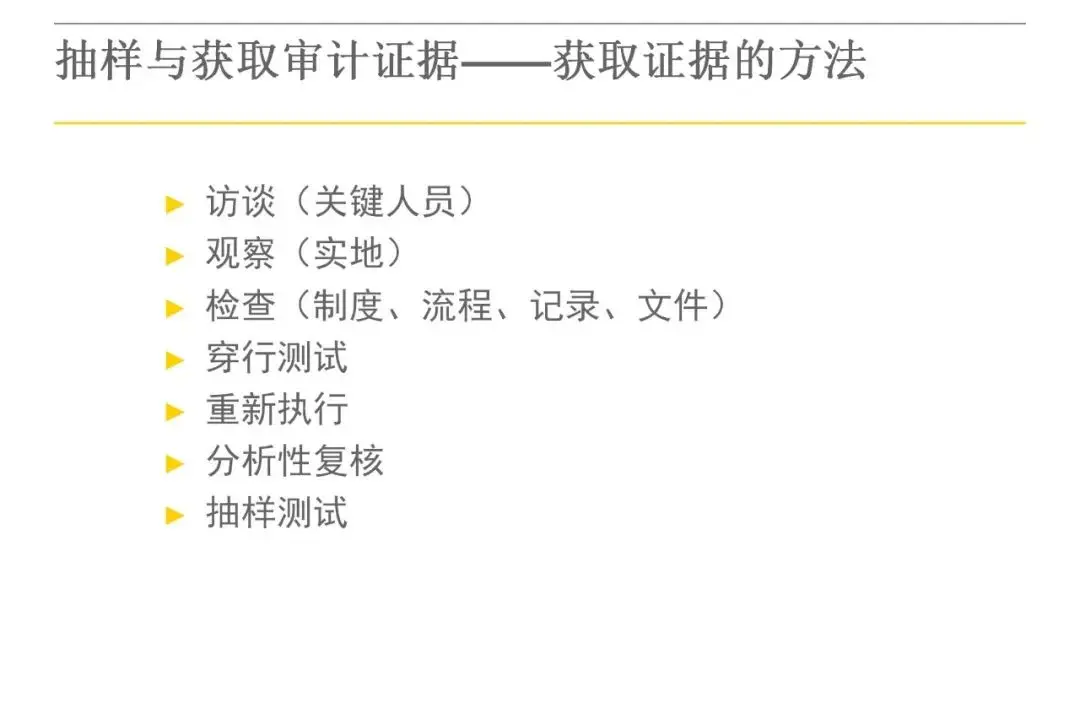 抽样与获取审计证据——获取证据的方法
► 访谈（关键人员）
► 观察（实地）
► 检查（制度、流程、记录、文件）
► 穿行测试
► 重新执行
► 分析性复核
► 抽样测试